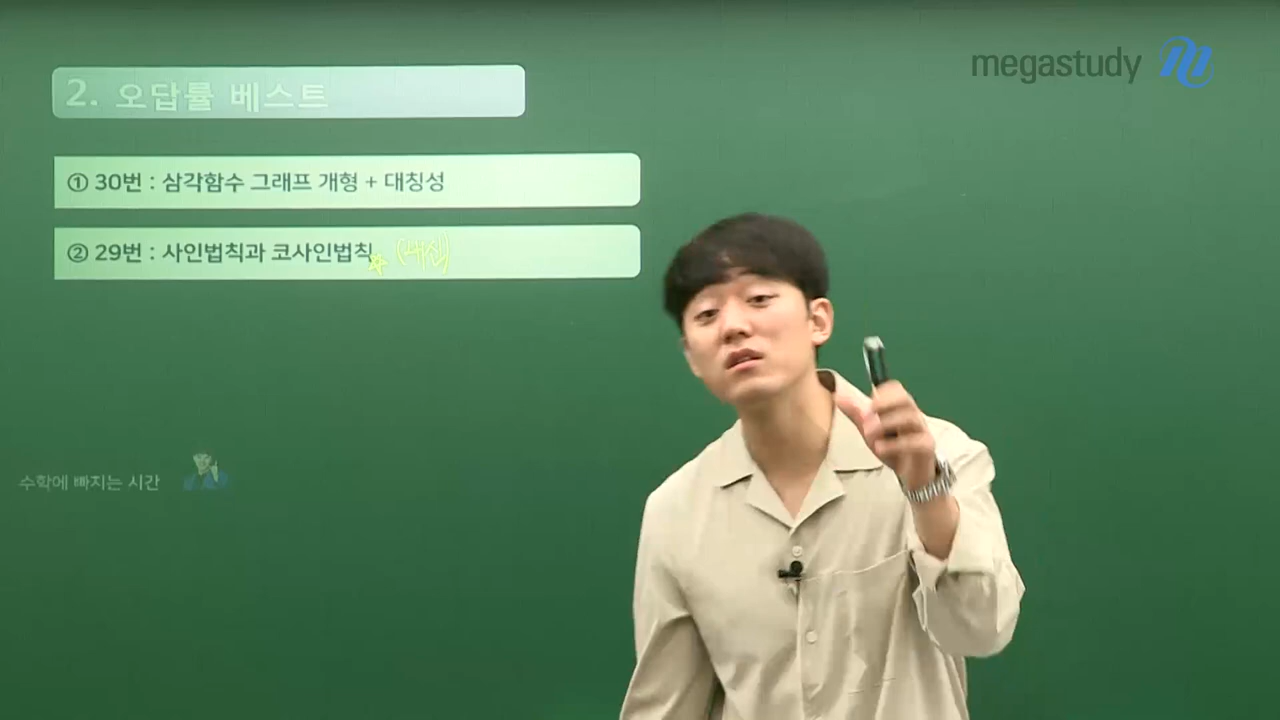 megastudy
2. 오답률 베스트
① 30번 : 삼각함수 그래프 개형 + 대칭성
② 29번 : 사인법칙과 코사인법칙 (내신)
수학에 빠지는 시간